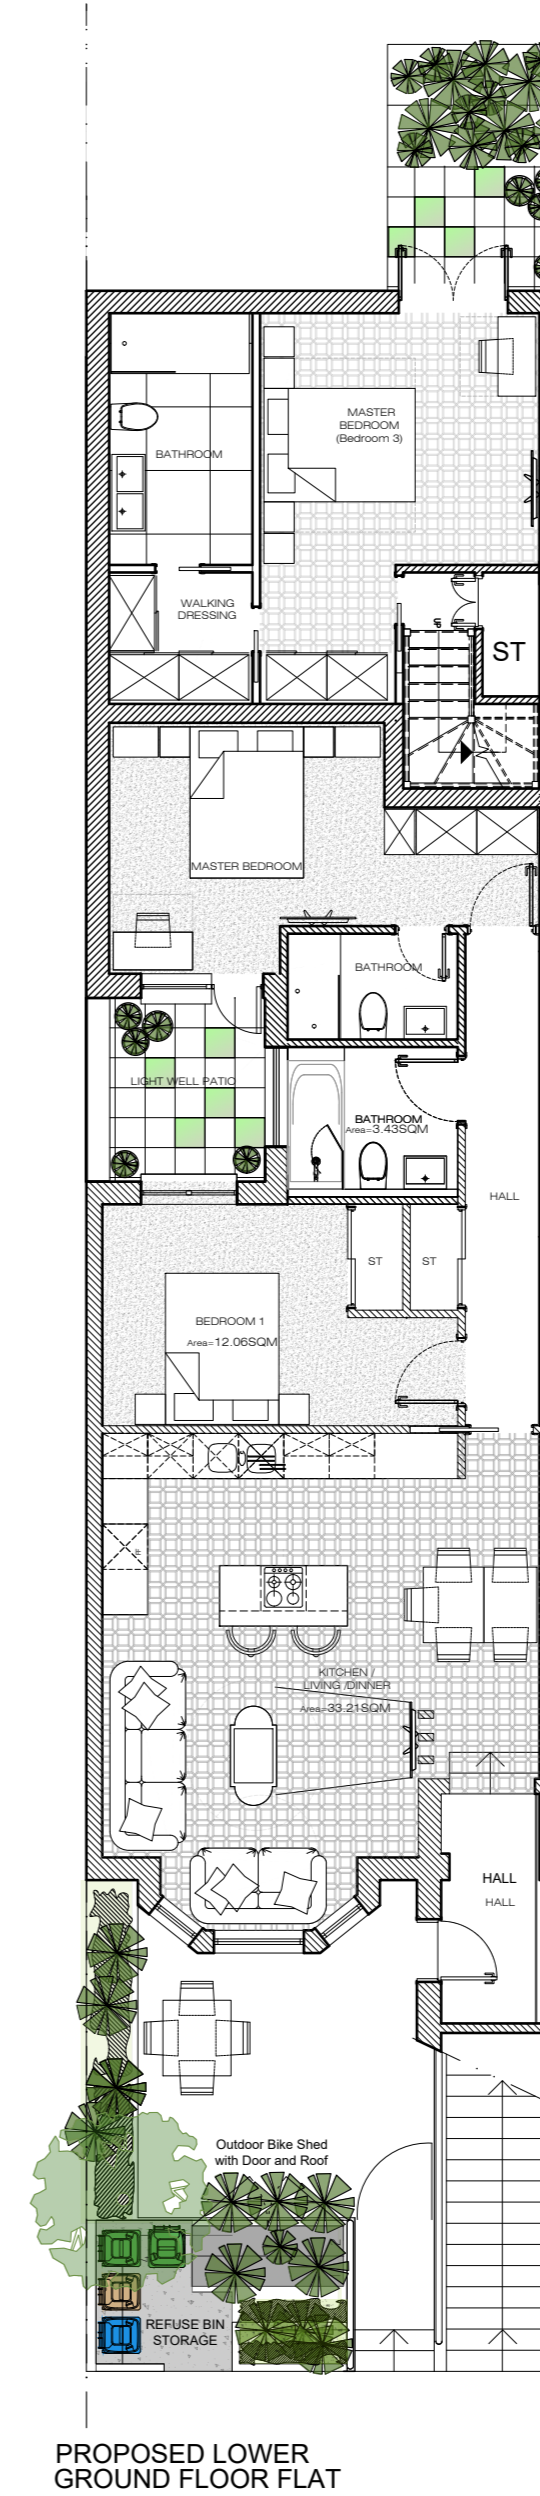 MASTER
BEDROOM
(Bedroom 3)
BATHROOM
WALKING
DRESSING
UP
ST
MASTER BEDROOM
BATHROOM
LIGHT WELL PATIO
BATHROOM
Area=3.43SQM
HALL
ST
ST
BEDROOM 1
Area=12.06SQM
KITCHEN /
LIVING /DINNER
Area=33.21SQM
HALL
HALL
Outdoor Bike Shed
with Door and Roof
REFUSE BIN
STORAGE
PROPOSED LOWER
GROUND FLOOR FLAT